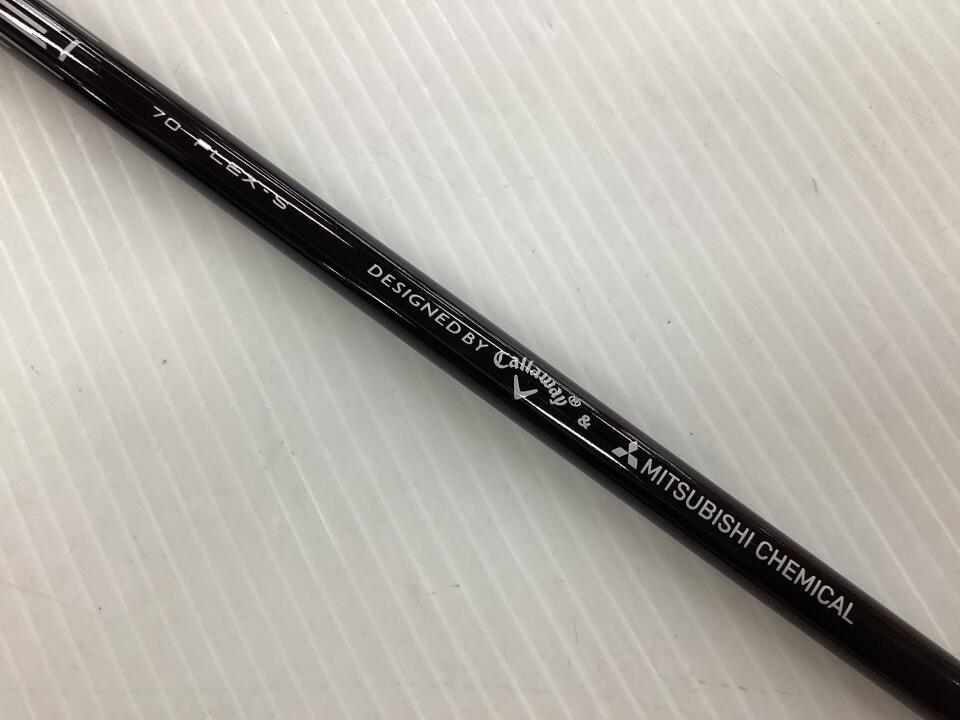 70 FLEX-S
DESIGNED BY Callaway® & MITSUBISHI CHEMICAL